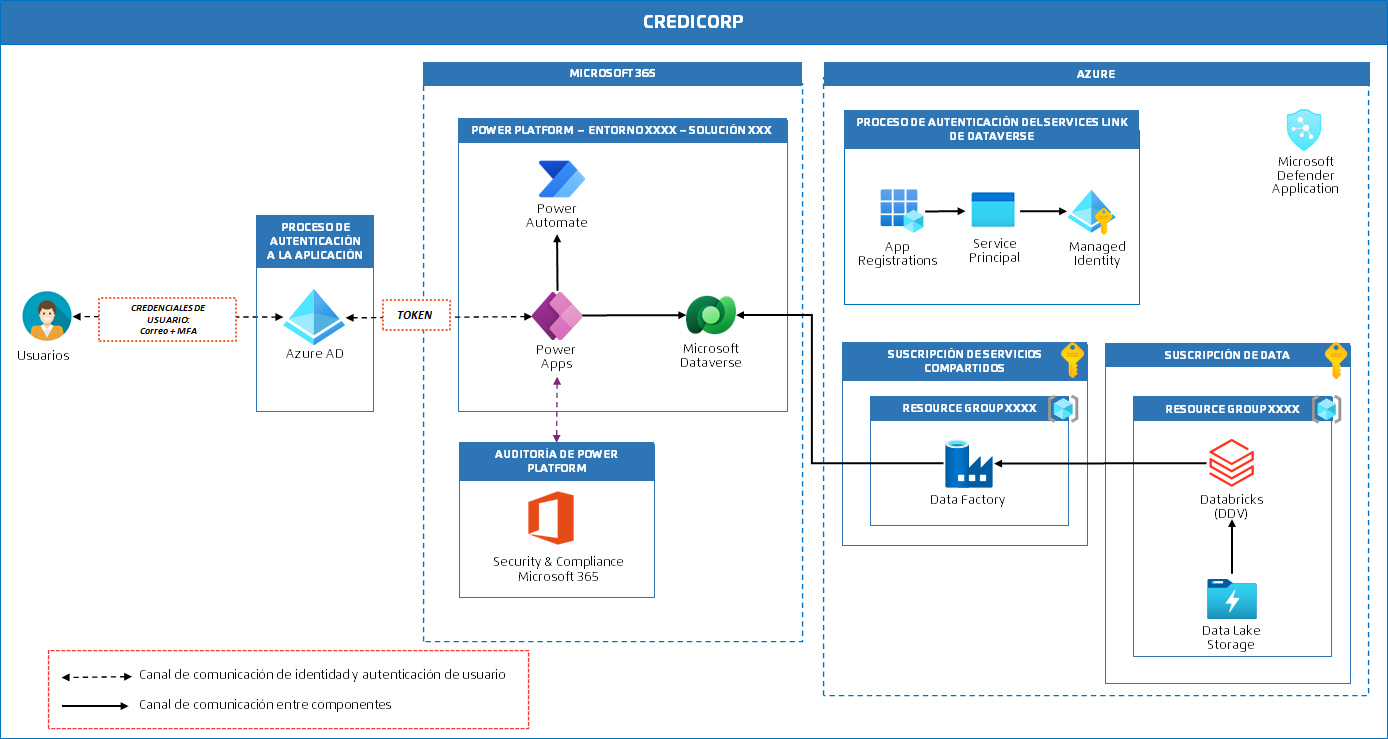 CREDICORP
MICROSOFT 365
AZURE
POWER PLATFORM – ENTORNO XXXX – SOLUCIÓN XXX
PROCESO DE AUTENTICACIÓN DEL SERVICES LINK
DE DATAVERSE
Microsoft
Defender
Application
Power
Automate
App
Registrations
Service
Principal
Managed
Identity
PROCESO DE
AUTENTICACIÓN
A LA APLICACIÓN
Usuarios
CREDENCIALES DE
USUARIO:
Correo + MFA
Azure AD
TOKEN
Power
Apps
Microsoft
Dataverse
SUSCRIPCIÓN DE SERVICIOS
COMPARTIDOS
RESOURCE GROUP XXXX
Data Factory
SUSCRIPCIÓN DE DATA
RESOURCE GROUP XXXX
Databricks
(DDV)
Data Lake
Storage
AUDITORÍA DE POWER
PLATFORM
Security & Compliance
Microsoft 365
Canal de comunicación de identidad y autenticación de usuario
Canal de comunicación entre componentes